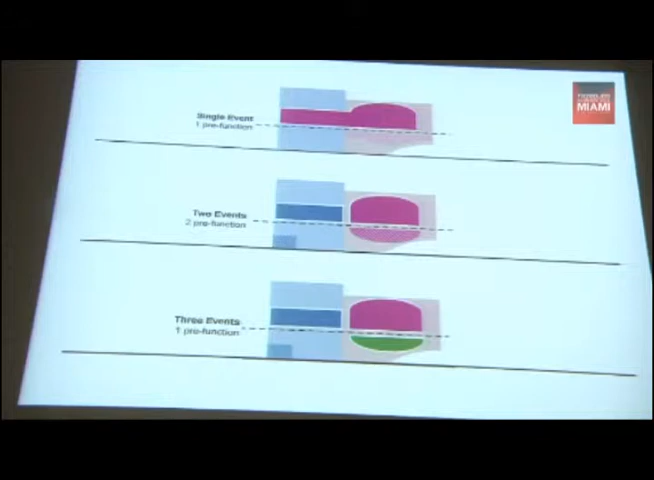 MIAMI
Single Event
1 pre-function
Two Events
2 pre-function
Three Events
1 pre-function